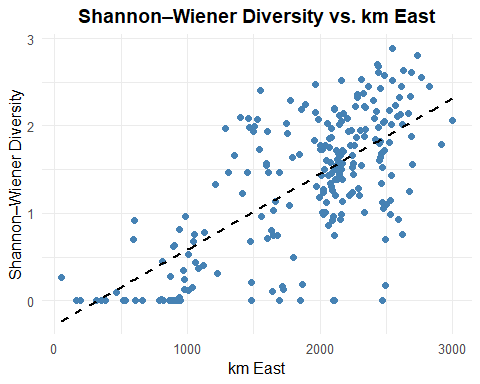 Shannon–Wiener Diversity vs. km East
3
2
1
0
Shannon–Wiener Diversity
0 1000 2000 3000
km East